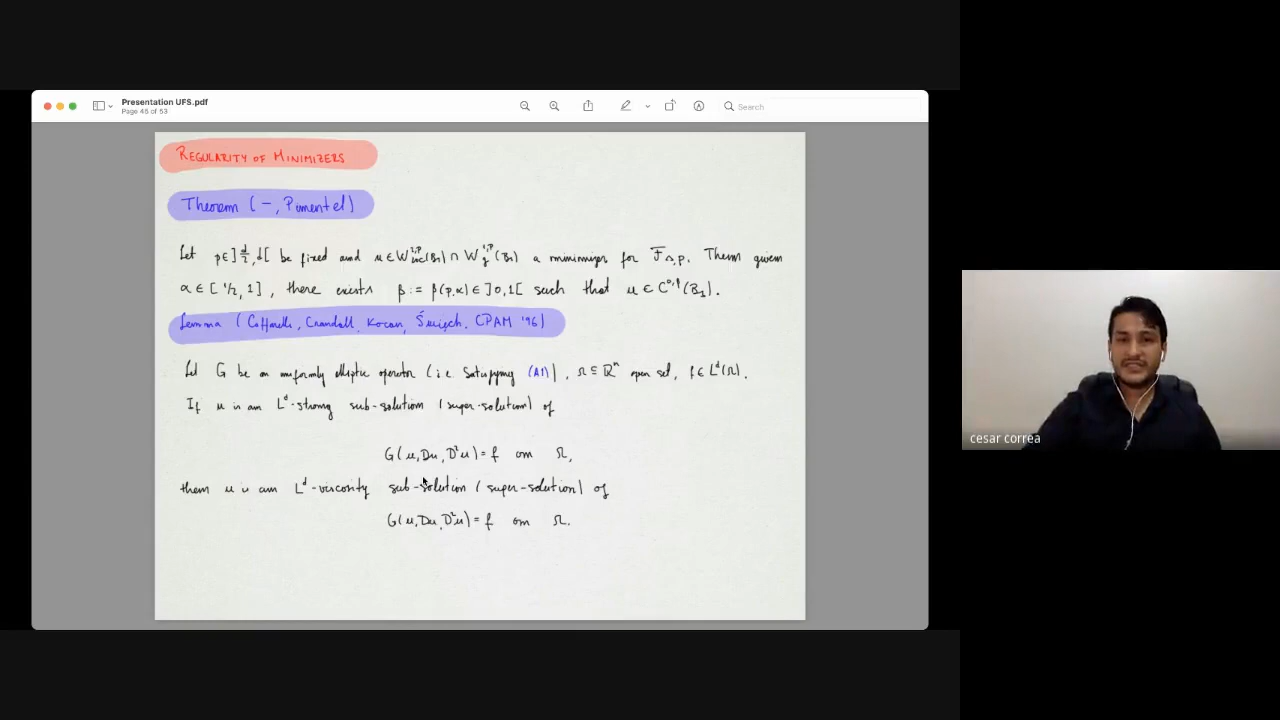 Presentation UFS.pdf
Page 45 of 53
Search
REGULARITY OF MINIMIZERS
Theorem (–, Pimentel)
Let p∈]d/2, d[ be fixed and u∈W^{2,p}_{loc}(B₁)∩W^{1,p}_{g}(B₁) a minimizer for F_{Λ,p}. Then given
α∈[1/2, 1], there exists β:=β(p,α)∈]0,1[ such that u∈C^{0,β}(B₁).
Lemma (Caffarelli, Crandall, Kocan, Święch, CPAM '96)
Let G be an uniformly elliptic operator (i.e. satisfying (A1)), Ω⊆ℝⁿ open set, f∈L^d(Ω).
If u is an L^d-strong sub-solution (super-solution) of
G(u,Du,D²u)=f on Ω,
then u is an L^d-viscosity sub-solution (super-solution) of
G(u,Du,D²u)=f on Ω.
cesar correa